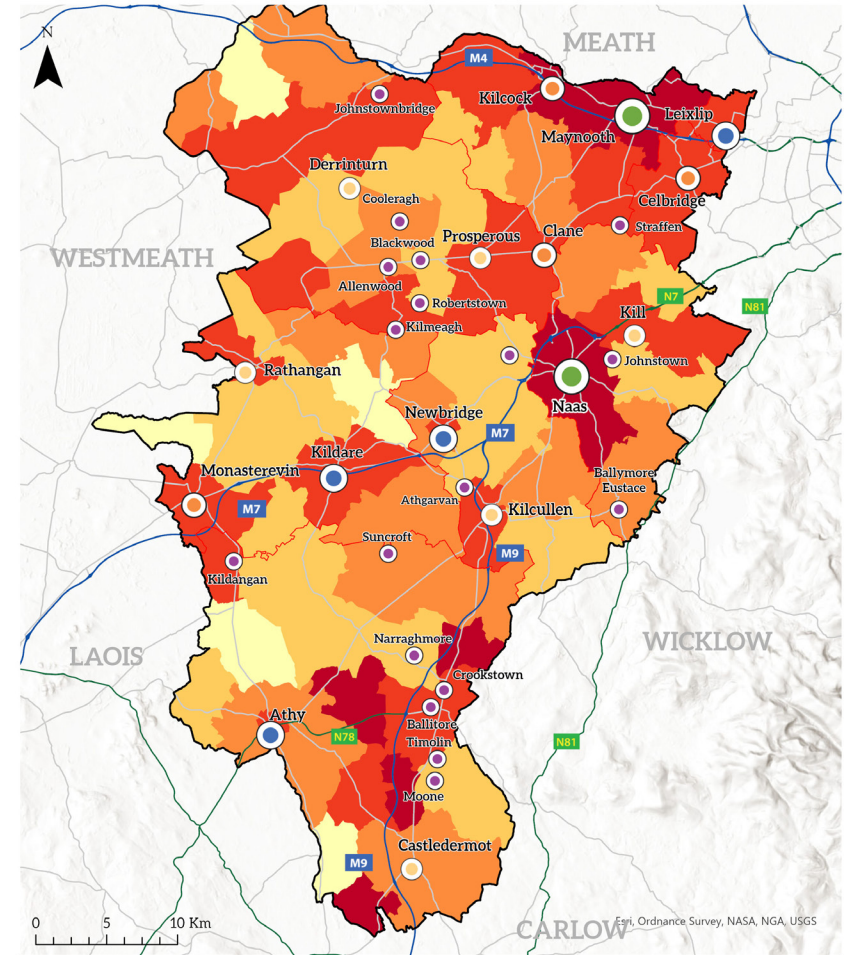 N
MEATH
M4
Kilcock
Johnstownbridge
Leixlip
Maynooth
Derrinturn
Cooleragh
Celbridge
Straffen
Blackwood
Prosperous
Clane
WESTMEATH
Allenwood
N7
Robertstown
N81
Kill
Kilmeagh
Johnstown
Rathangan
Naas
Newbridge
M7
Kildare
Monasterevin
Ballymore
Eustace
Athgarvan
M7
Kilcullen
Suncroft
M9
Kildangan
Narraghmore
WICKLOW
LAOIS
Crookstown
Athy
Ballitore
N78
Timolin
N81
Moone
Castledermot
M9
0 5 10 Km
Esri, Ordnance Survey, NASA, NGA, USGS
CARLOW